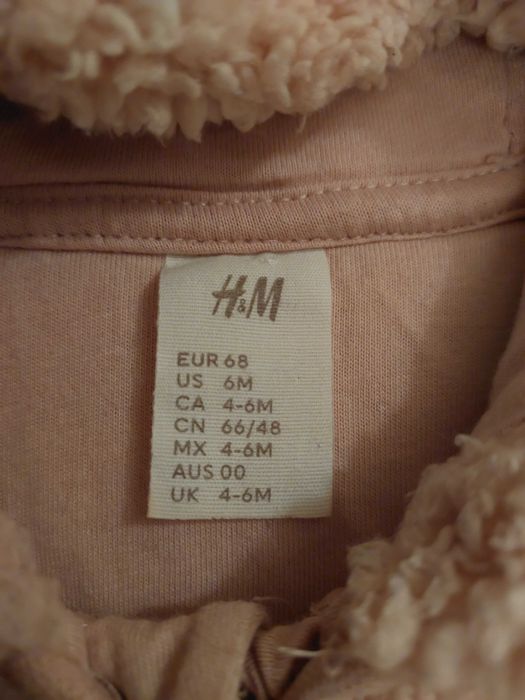 H&M
EUR 68
US 6M
CA 4-6M
CN 66/48
MX 4-6M
AUS 00
UK 4-6M